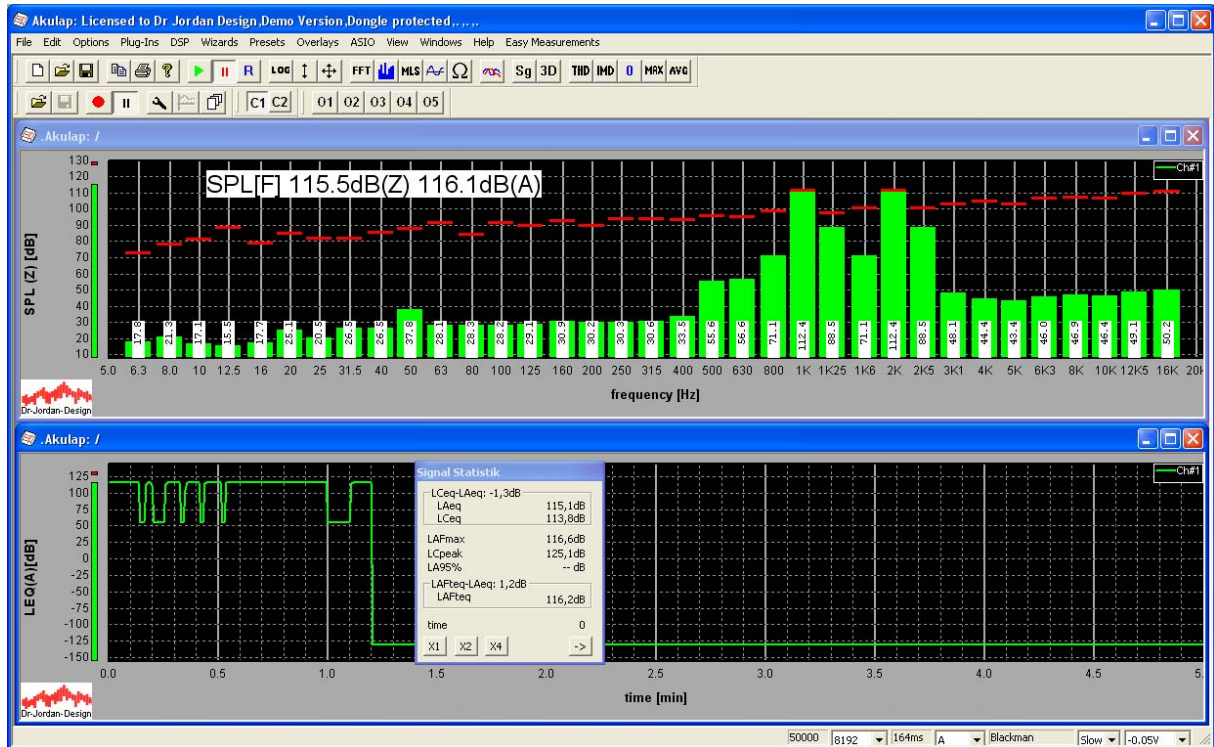 Akulap: Licensed to Dr Jordan Design,Demo Version,Dongle protected,.,.,.
File Edit Options Plug-Ins DSP Wizards Presets Overlays ASIO View Windows Help Easy Measurements
R LOG FFT MLS Ω Sg 3D THD IMD 0 MAX AVG
C1 C2 01 02 03 04 05
.Akulap: /
SPL (Z) [dB]
130
120
110
100
90
80
70
60
50
40
30
20
10
SPL[F] 115.5dB(Z) 116.1dB(A)
Ch#1
17.8 21.3 17.1 15.5 17.7 25.1 20.5 26.5 26.5 37.8 28.1 28.3 28.2 29.1 30.9 30.2 30.3 30.6 33.5 55.6 56.6 71.1 112.4 88.5 71.1 112.4 88.5 48.1 44.4 43.4 46.0 46.9 46.4 49.1 50.2
5.0 6.3 8.0 10 12.5 16 20 25 31.5 40 50 63 80 100 125 160 200 250 315 400 500 630 800 1K 1K25 1K6 2K 2K5 3K1 4K 5K 6K3 8K 10K 12K5 16K 20K
frequency [Hz]
Dr-Jordan-Design
.Akulap: /
LEQ(A)[dB]
125
100
75
50
25
0
-25
-50
-75
-100
-125
-150
Ch#1
Signal Statistik
LCeq-LAeq: -1,3dB
LAeq 115,1dB
LCeq 113,8dB
LAFmax 116,6dB
LCpeak 125,1dB
LA95% -- dB
LAFteq-LAeq: 1,2dB
LAFteq 116,2dB
time 0
X1 X2 X4 ->
0.0 0.5 1.0 1.5 2.0 2.5 3.0 3.5 4.0 4.5 5.
time [min]
Dr-Jordan-Design
50000 8192 164ms A Blackman Slow -0.05V